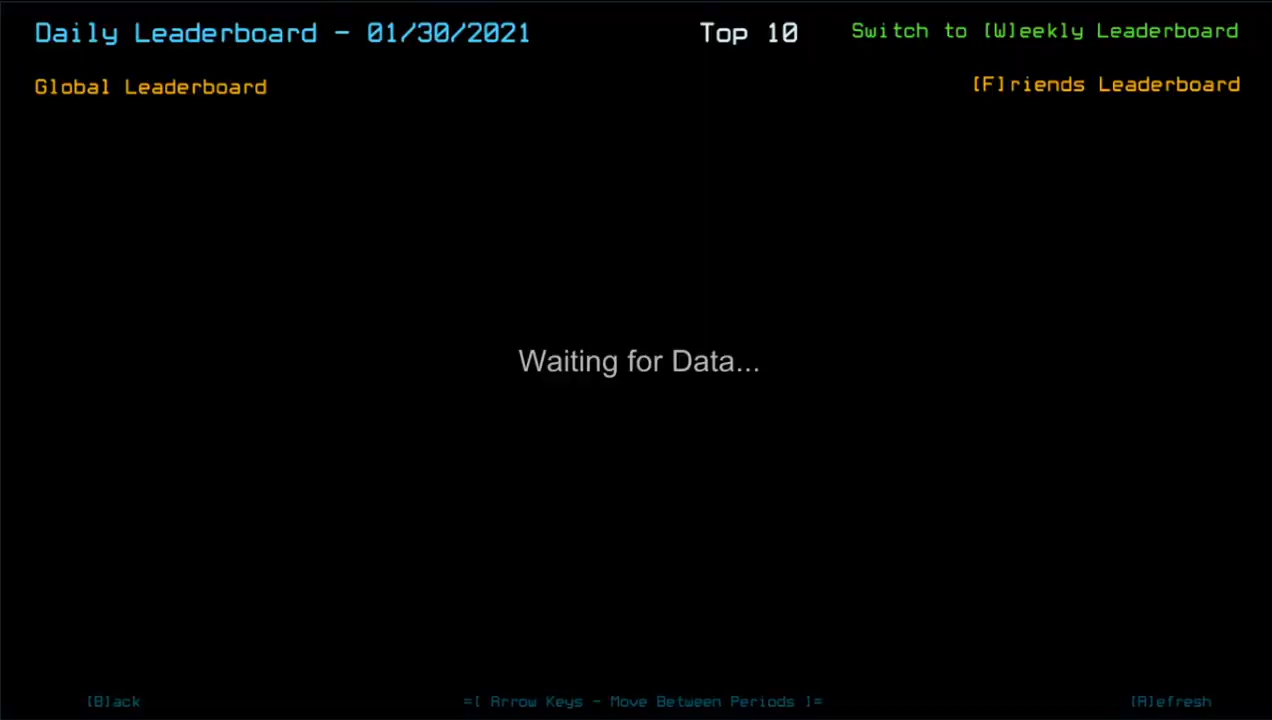 Daily Leaderboard - 01/30/2021 Top 10 Switch to [W]eekly Leaderboard
Global Leaderboard [F]riends Leaderboard
Waiting for Data...
[B]ack =[ Arrow Keys - Move Between Periods ]= [R]efresh